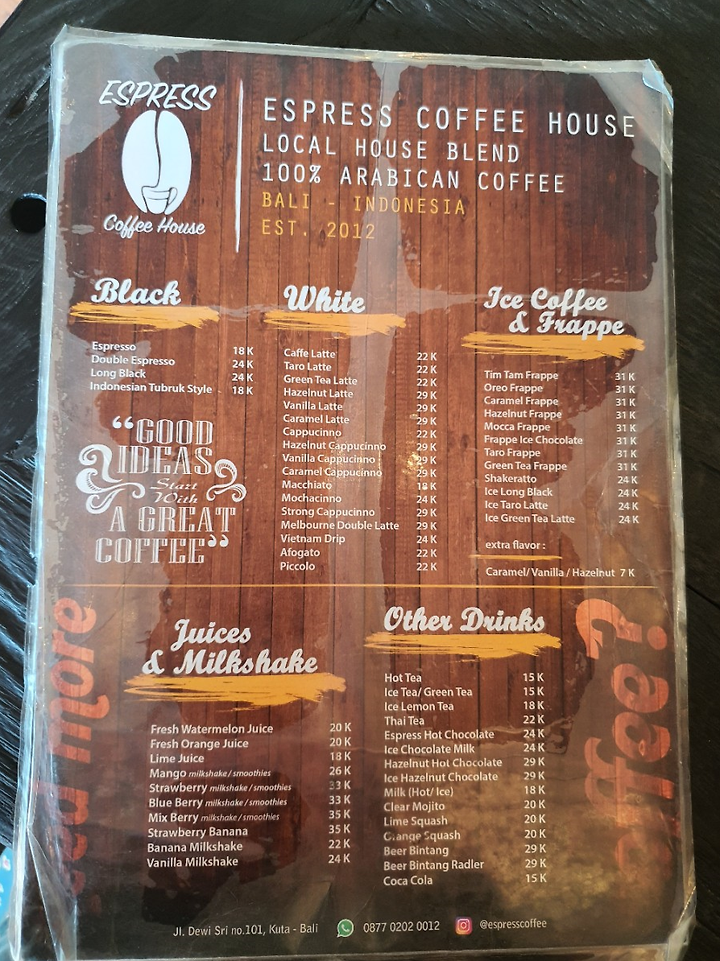 ESPRESS
Coffee House
ESPRESS COFFEE HOUSE
LOCAL HOUSE BLEND
100% ARABICAN COFFEE
BALI - INDONESIA
EST. 2012
Black
Espresso 18 K
Double Espresso 24 K
Long Black 24 K
Indonesian Tubruk Style 18 K
“GOOD
IDEAS
Start
With
A GREAT
COFFEE”
White
Caffe Latte 22 K
Taro Latte 22 K
Green Tea Latte 22 K
Hazelnut Latte 29 K
Vanilla Latte 29 K
Caramel Latte 29 K
Cappuccino 22 K
Hazelnut Cappucinno 29 K
Vanilla Cappucinno 29 K
Caramel Cappucinno 29 K
Macchiato 18 K
Mochacinno 24 K
Strong Cappucinno 29 K
Melbourne Double Latte 29 K
Vietnam Drip 24 K
Afogato 22 K
Piccolo 22 K
Ice Coffee
& Frappe
Tim Tam Frappe 31 K
Oreo Frappe 31 K
Caramel Frappe 31 K
Hazelnut Frappe 31 K
Mocca Frappe 31 K
Frappe Ice Chocolate 31 K
Taro Frappe 31 K
Green Tea Frappe 31 K
Shakeratto 24 K
Ice Long Black 24 K
Ice Taro Latte 24 K
Ice Green Tea Latte 24 K
extra flavor :
Caramel/ Vanilla / Hazelnut 7 K
Juices
& Milkshake
Fresh Watermelon Juice 20 K
Fresh Orange Juice 20 K
Lime Juice 18 K
Mango milkshake / smoothies 26 K
Strawberry milkshake / smoothies 33 K
Blue Berry milkshake / smoothies 33 K
Mix Berry milkshake / smoothies 35 K
Strawberry Banana 35 K
Banana Milkshake 22 K
Vanilla Milkshake 24 K
Other Drinks
Hot Tea 15 K
Ice Tea/ Green Tea 15 K
Ice Lemon Tea 18 K
Thai Tea 22 K
Espress Hot Chocolate 24 K
Ice Chocolate Milk 24 K
Hazelnut Hot Chocolate 29 K
Ice Hazelnut Chocolate 29 K
Milk (Hot/ Ice) 18 K
Clear Mojito 20 K
Lime Squash 20 K
Orange Squash 20 K
Beer Bintang 29 K
Beer Bintang Radler 29 K
Coca Cola 15 K
more
coffee?
Jl. Dewi Sri no.101, Kuta - Bali 0877 0202 0012 @espresscoffee